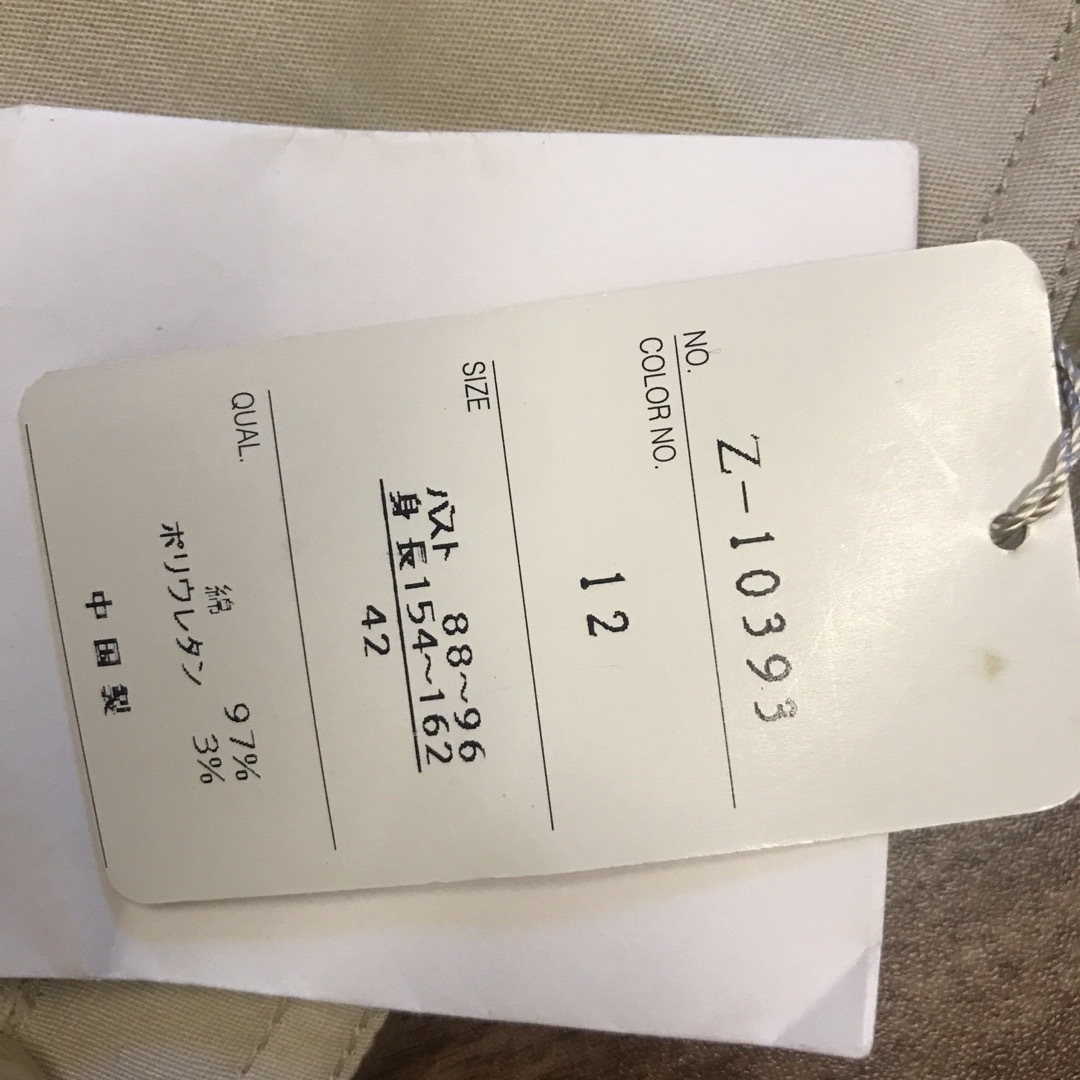 NO. Z-10393
COLOR NO.
12
SIZE
バスト 88〜96
身長154〜162
42
QUAL.
綿 97%
ポリウレタン 3%
中国製